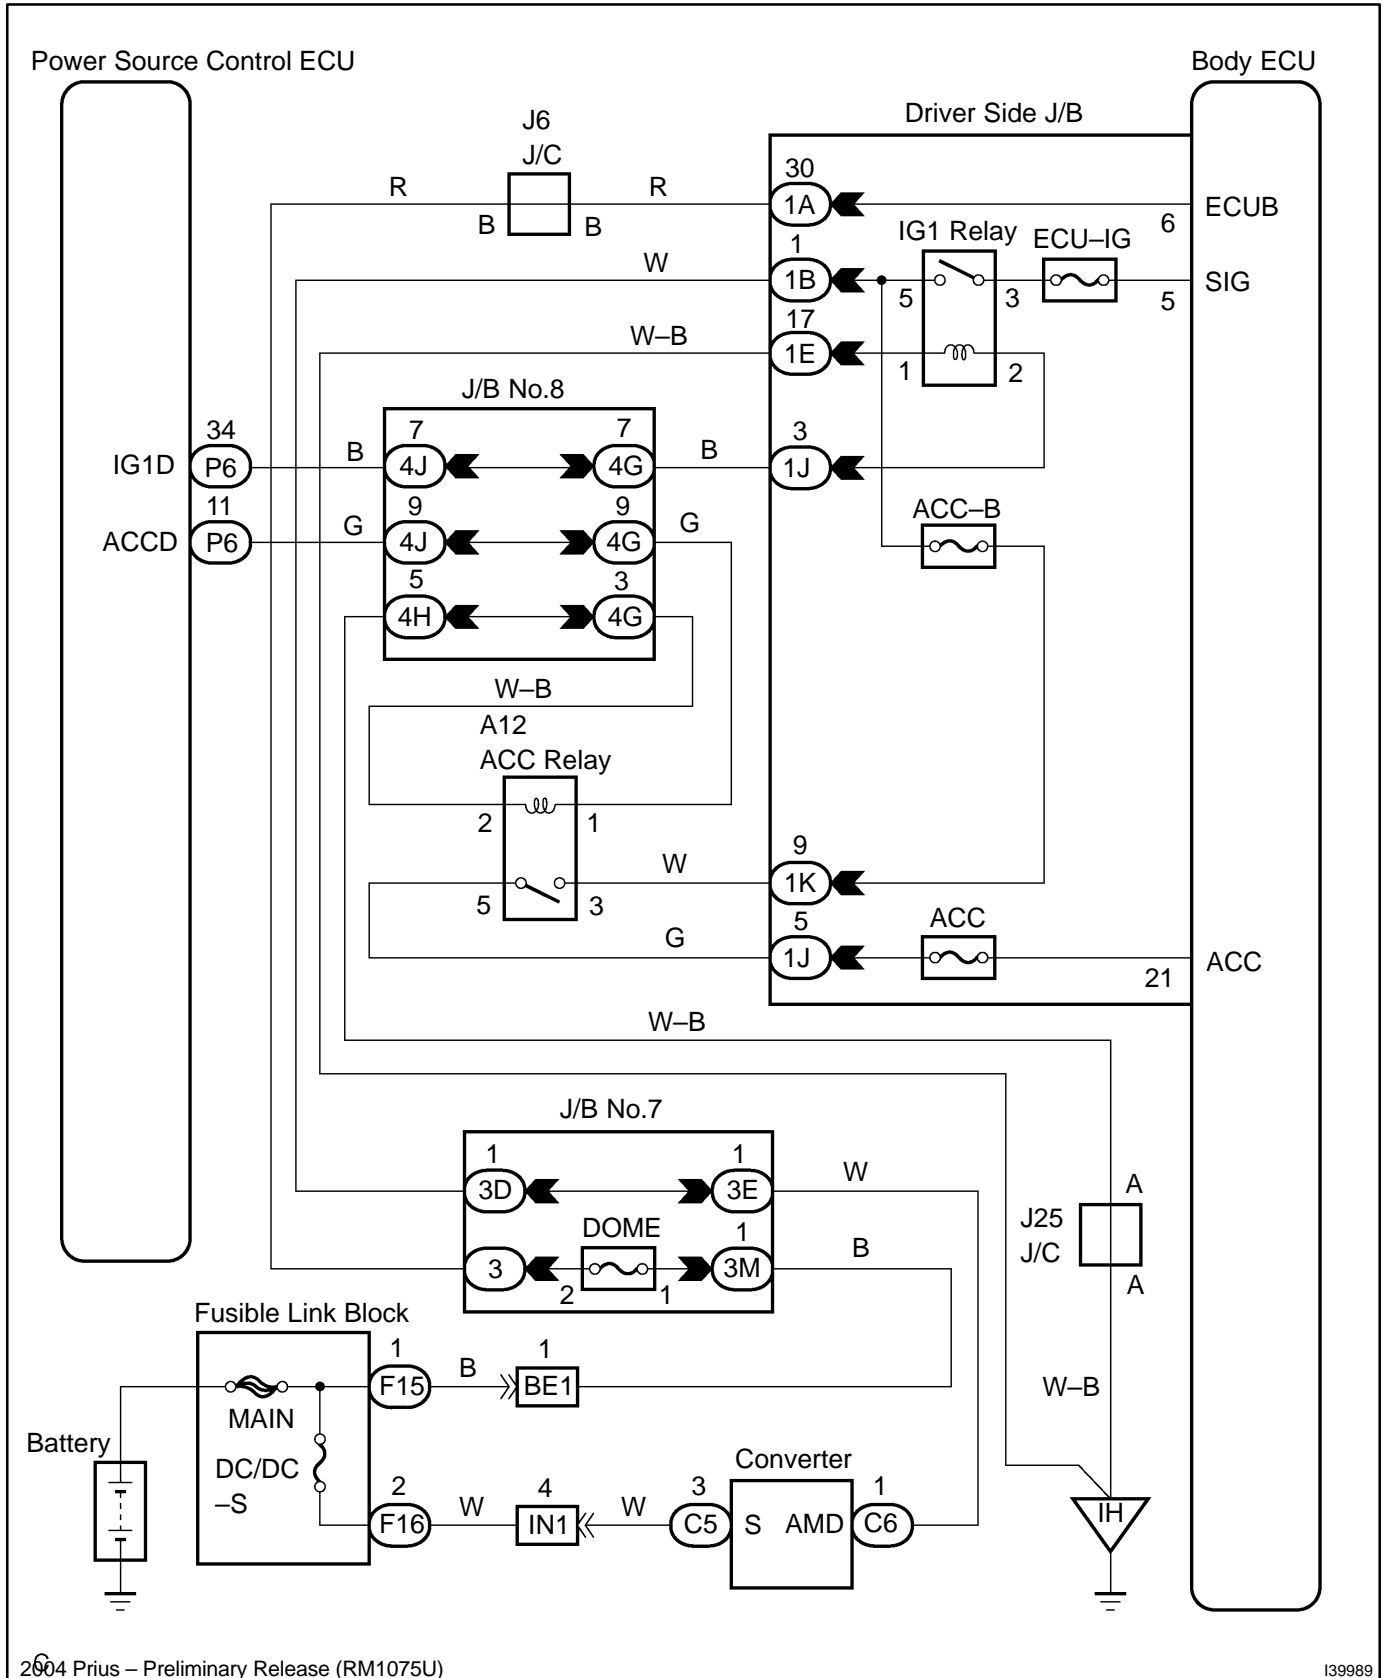 Power Source Control ECU
Body ECU
Driver Side J/B
J6
J/C
R
R
B
B
30
1A
6
ECUB
IG1 Relay
ECU–IG
W
1
1B
5
3
5
SIG
W–B
17
1E
1
2
J/B No.8
IG1D
34
P6
B
7
4J
7
4G
B
3
1J
ACCD
11
P6
G
9
4J
9
4G
G
ACC–B
5
4H
3
4G
W–B
A12
ACC Relay
2
1
5
3
W
9
1K
G
5
1J
ACC
21
ACC
W–B
J/B No.7
1
3D
1
3E
W
DOME
3
2
1
1
3M
B
J25
J/C
A
A
Fusible Link Block
1
F15
B
1
BE1
MAIN
W–B
Battery
DC/DC
–S
2
F16
W
4
IN1
W
3
C5
Converter
S
AMD
1
C6
IH
2004 Prius – Preliminary Release (RM1075U)
I39989